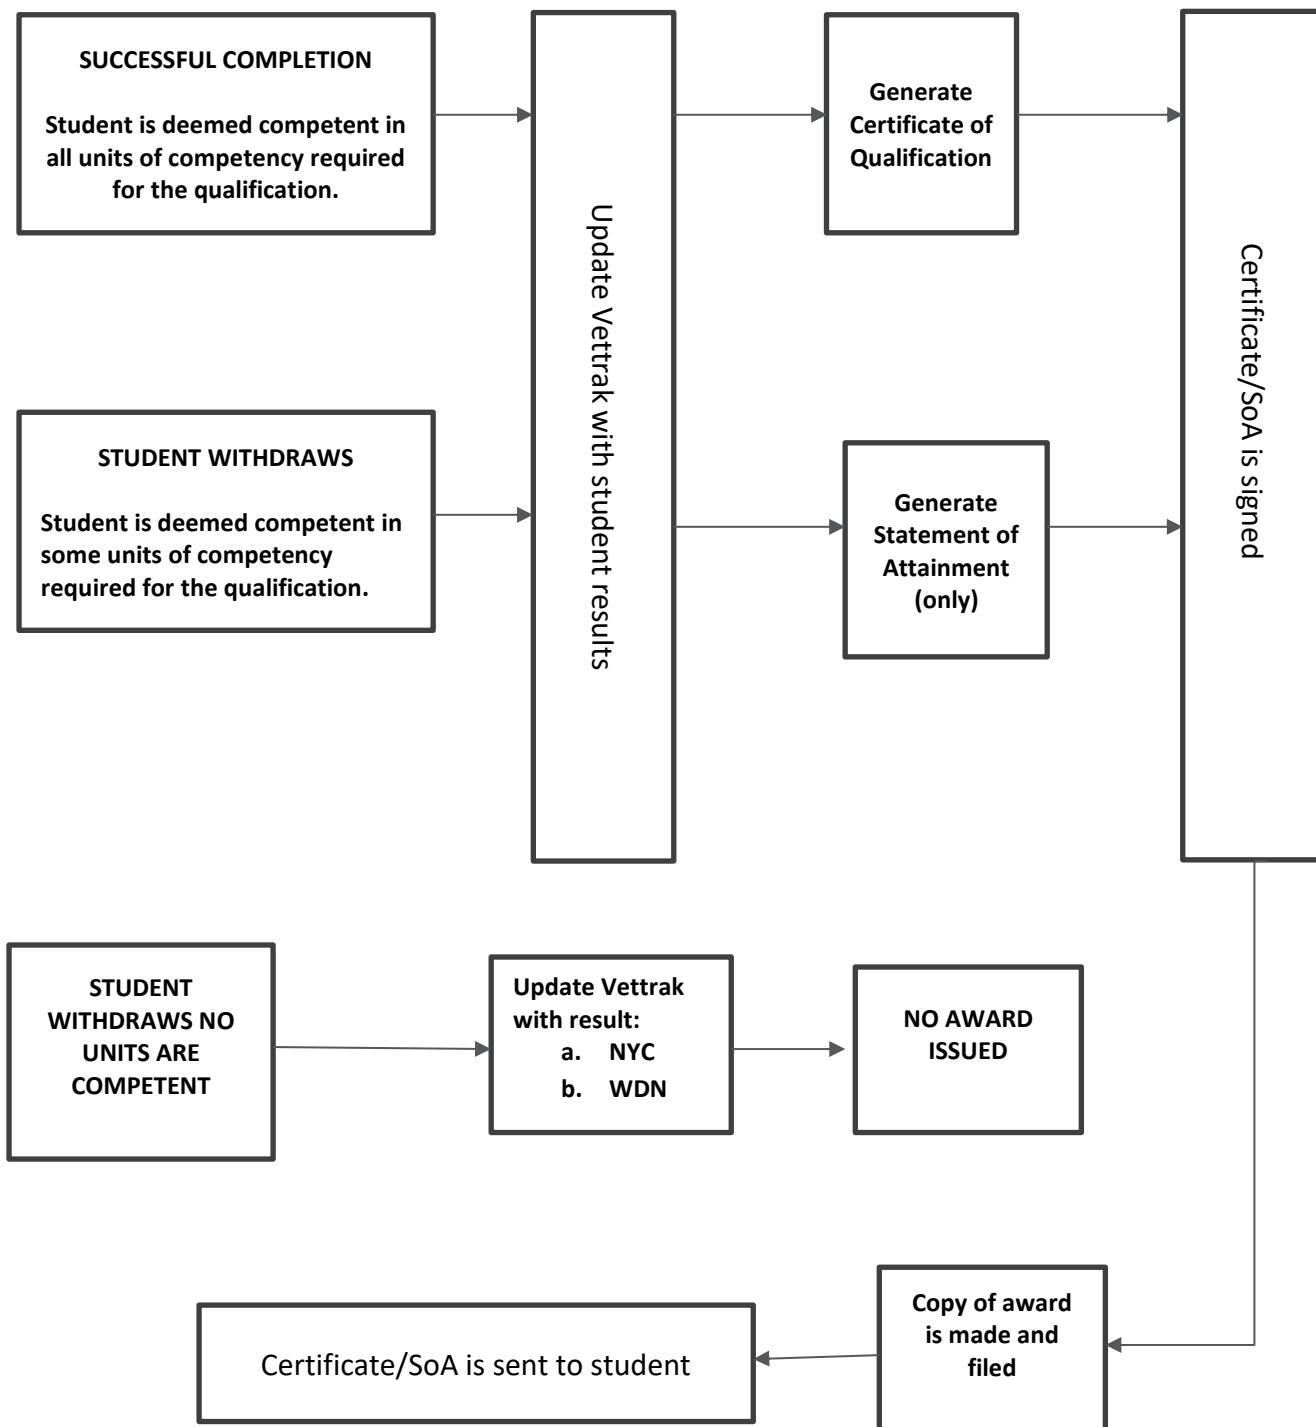 SUCCESSFUL COMPLETION
Student is deemed competent in
all units of competency required
for the qualification.
Update Vettrak with student results
Generate
Certificate of
Qualification
Certificate/SoA is signed
STUDENT WITHDRAWS
Student is deemed competent in
some units of competency
required for the qualification.
Generate
Statement of
Attainment
(only)
STUDENT
WITHDRAWS NO
UNITS ARE
COMPETENT
Update Vettrak
with result:
a. NYC
b. WDN
NO AWARD
ISSUED
Copy of award
is made and
filed
Certificate/SoA is sent to student